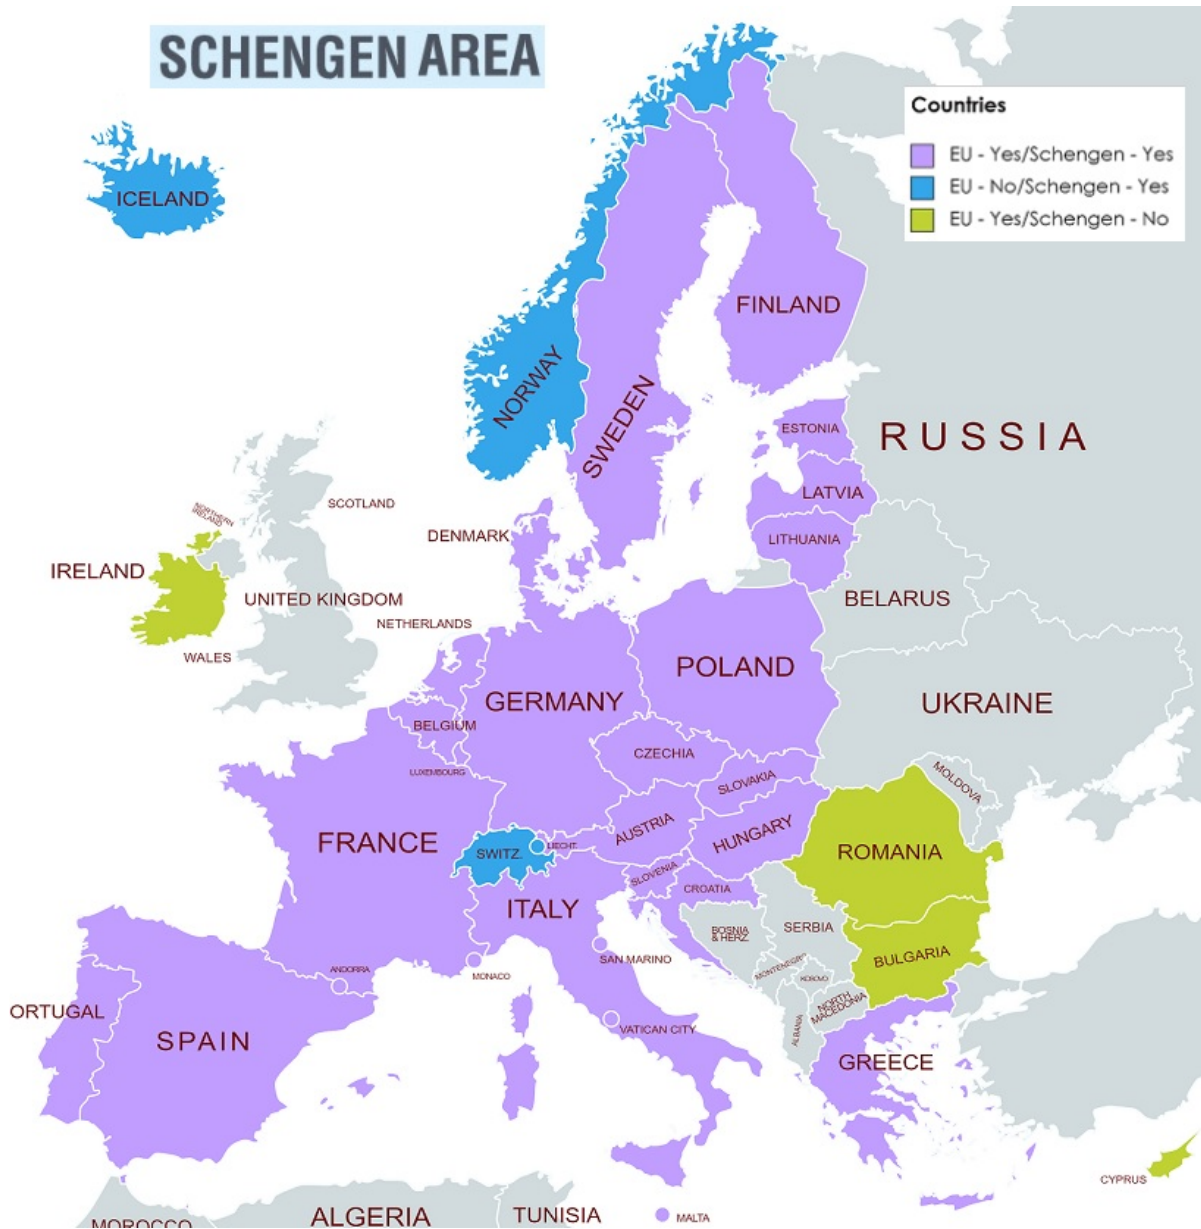 SCHENGEN AREA
Countries
EU - Yes/Schengen - Yes
EU - No/Schengen - Yes
EU - Yes/Schengen - No
ICELAND
FINLAND
NORWAY
SWEDEN
RUSSIA
ESTONIA
LATVIA
LITHUANIA
SCOTLAND
NORTHERN
IRELAND
DENMARK
IRELAND
UNITED KINGDOM
BELARUS
NETHERLANDS
WALES
POLAND
GERMANY
UKRAINE
BELGIUM
CZECHIA
LUXEMBOURG
SLOVAKIA
MOLDOVA
AUSTRIA
HUNGARY
FRANCE
SWITZ.
LIECHT.
ROMANIA
SLOVENIA
CROATIA
ITALY
BOSNIA
& HERZ.
SERBIA
SAN MARINO
BULGARIA
MONTENEGRO
KOSOVO
ANDORRA
MONACO
NORTH
MACEDONIA
ORTUGAL
SPAIN
VATICAN CITY
ALBANIA
GREECE
CYPRUS
MOROCCO
ALGERIA
TUNISIA
MALTA